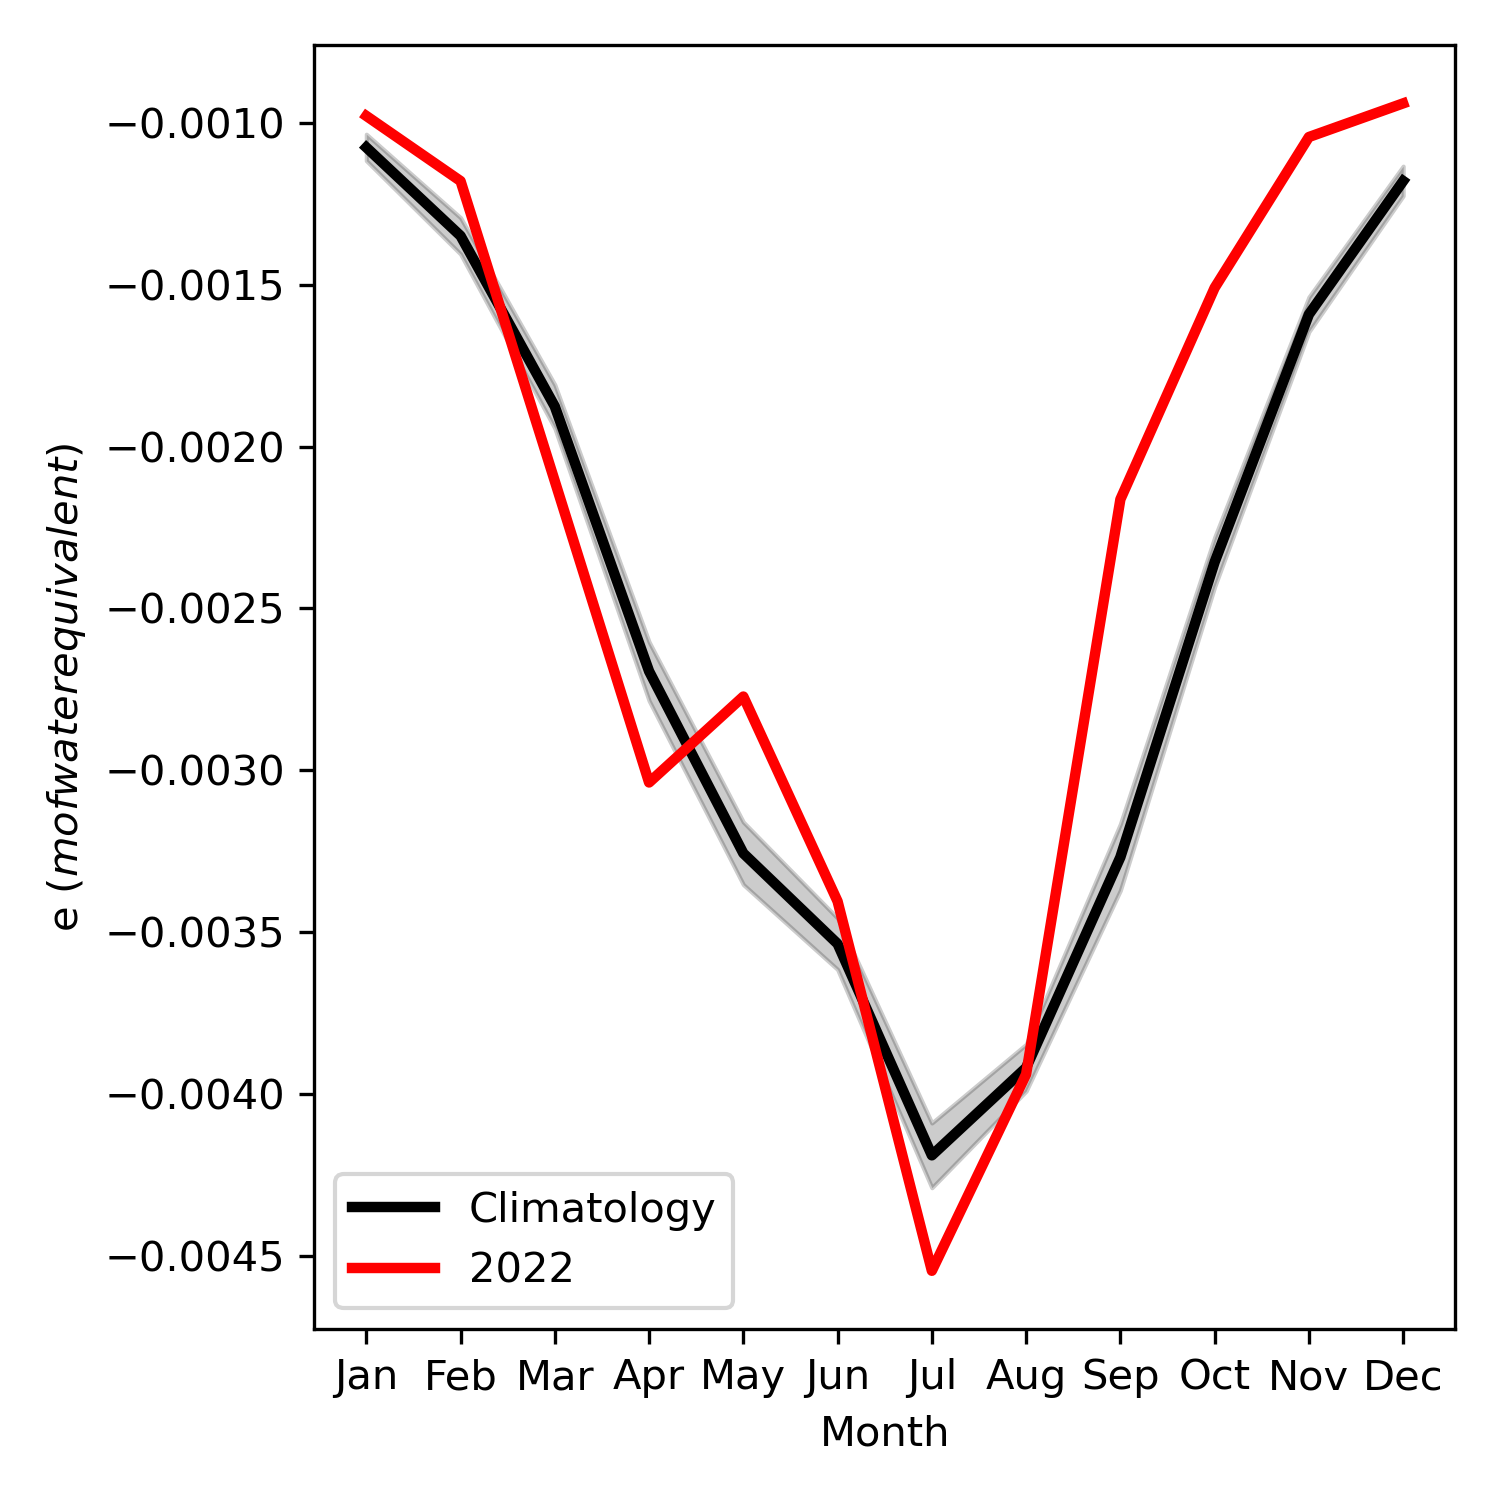 −0.0010
−0.0015
−0.0020
−0.0025
−0.0030
−0.0035
−0.0040
−0.0045
e (mofwaterequivalent)
Climatology
2022
Jan Feb Mar Apr May Jun Jul Aug Sep Oct Nov Dec
Month